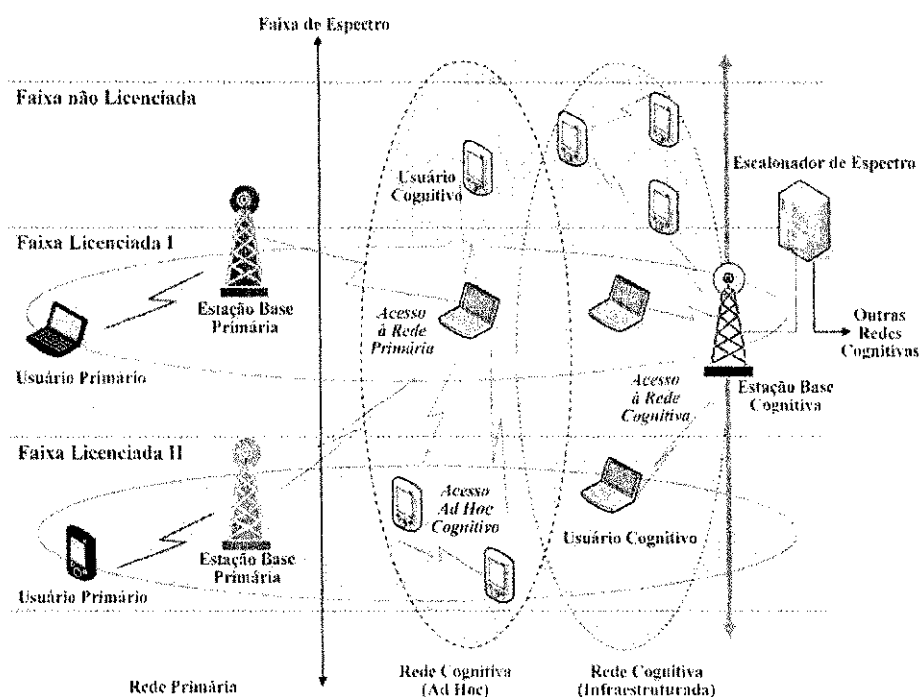 Faixa de Espectro
Faixa não Licenciada
Usuário
Cognitivo
Escalonador de Espectro
Faixa Licenciada I
Estação Base
Primária
Usuário Primário
Acesso
à Rede
Primária
Outras
Redes
Cognitivas
Acesso
à Rede
Cognitiva
Estação Base
Cognitiva
Faixa Licenciada II
Estação Base
Primária
Usuário Primário
Acesso
Ad Hoc
Cognitivo
Usuário Cognitivo
Rede Primária
Rede Cognitiva
(Ad Hoc)
Rede Cognitiva
(Infraestruturada)